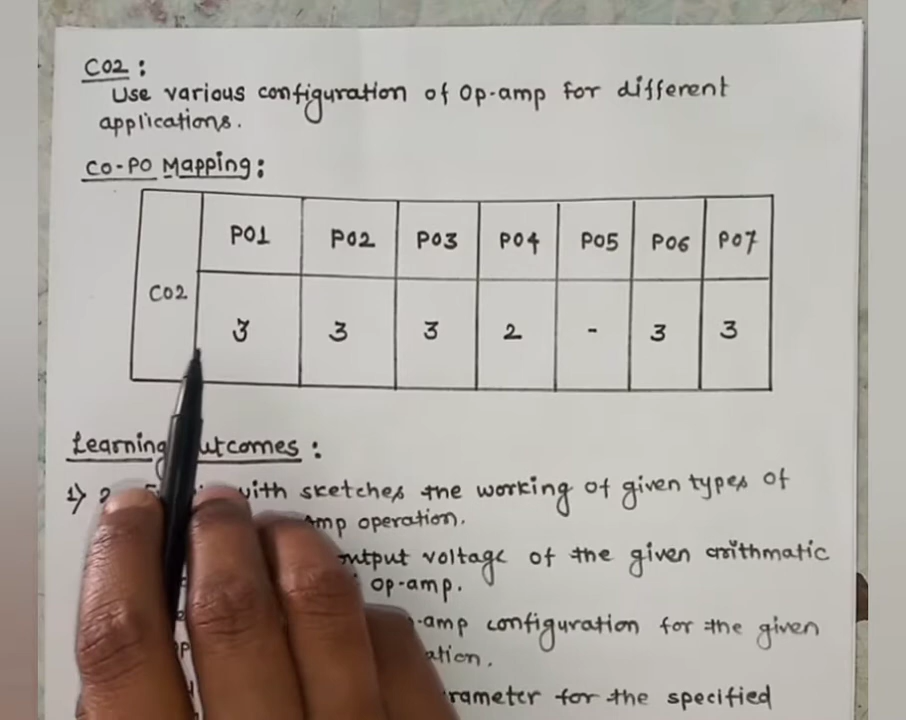 CO2 :
Use various configuration of Op-amp for different
applications.
CO-PO Mapping :
PO1 PO2 PO3 PO4 PO5 PO6 PO7
CO2
3 3 3 2 - 3 3
Learning utcomes :
1) 2 with sketches the working of given types of
mp operation.
utput voltage of the given arithmatic
op-amp.
-amp configuration for the given
ation.
rameter for the specified